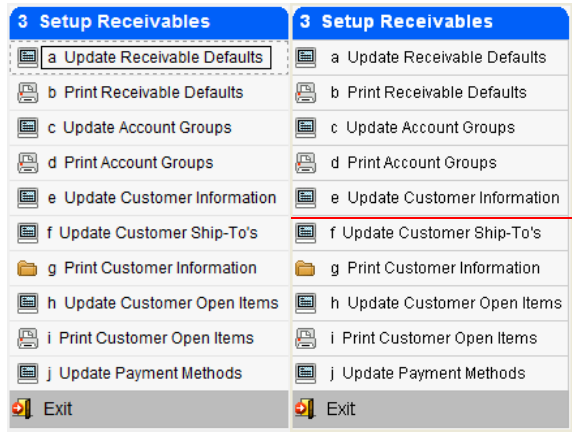 3 Setup Receivables
a Update Receivable Defaults
b Print Receivable Defaults
c Update Account Groups
d Print Account Groups
e Update Customer Information
f Update Customer Ship-To's
g Print Customer Information
h Update Customer Open Items
i Print Customer Open Items
j Update Payment Methods
Exit
3 Setup Receivables
a Update Receivable Defaults
b Print Receivable Defaults
c Update Account Groups
d Print Account Groups
e Update Customer Information
f Update Customer Ship-To's
g Print Customer Information
h Update Customer Open Items
i Print Customer Open Items
j Update Payment Methods
Exit